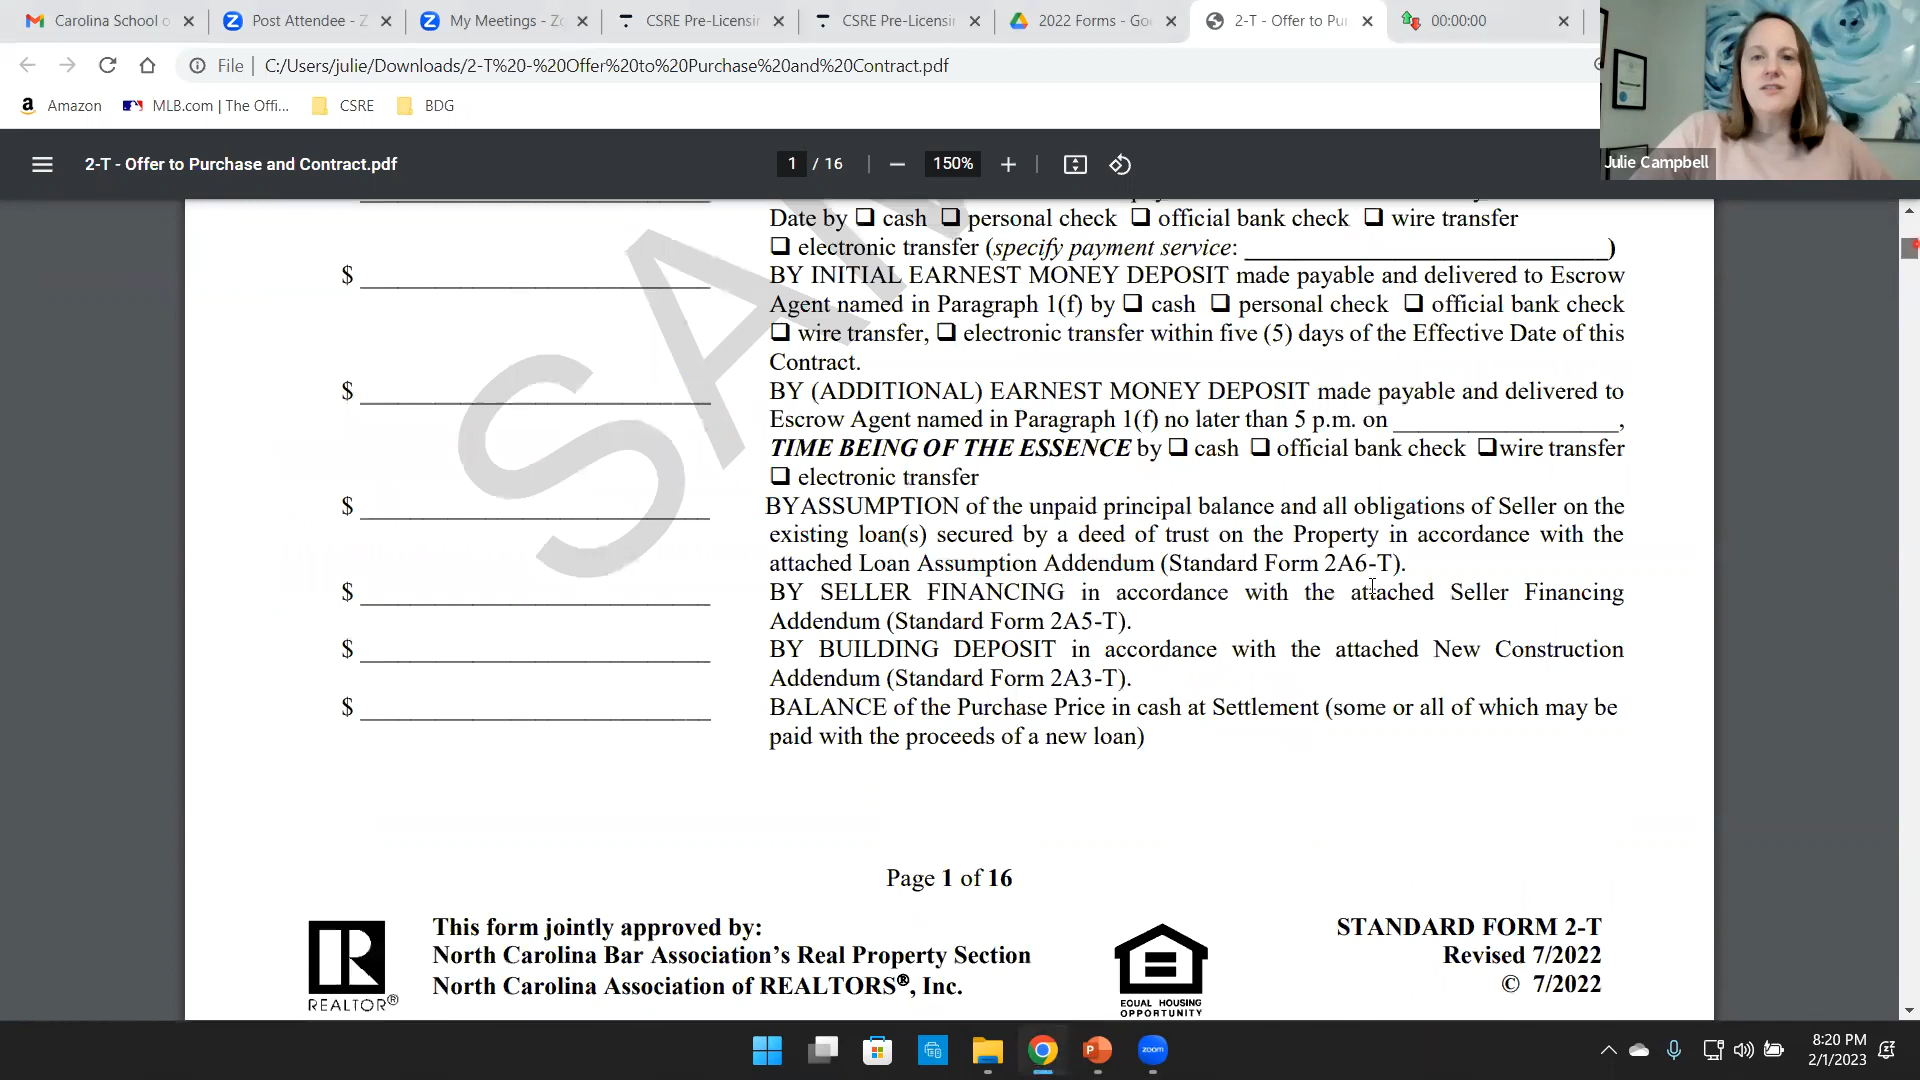 Carolina School o
Post Attendee - Z
My Meetings - Zo
CSRE Pre-Licensin
CSRE Pre-Licensin
2022 Forms - Goo
2-T - Offer to Pur
00:00:00
File
C:/Users/julie/Downloads/2-T%20-%20Offer%20to%20Purchase%20and%20Contract.pdf
Amazon
MLB.com | The Offi...
CSRE
BDG
Julie Campbell
2-T - Offer to Purchase and Contract.pdf
1 / 16
150%
Date by ❑ cash ❑ personal check ❑ official bank check ❑ wire transfer
❑ electronic transfer (specify payment service: ____________________)
$ ____________________ BY INITIAL EARNEST MONEY DEPOSIT made payable and delivered to Escrow
Agent named in Paragraph 1(f) by ❑ cash ❑ personal check ❑ official bank check
❑ wire transfer, ❑ electronic transfer within five (5) days of the Effective Date of this
Contract.
$ ____________________ BY (ADDITIONAL) EARNEST MONEY DEPOSIT made payable and delivered to
Escrow Agent named in Paragraph 1(f) no later than 5 p.m. on ____________________,
TIME BEING OF THE ESSENCE by ❑ cash ❑ official bank check ❑wire transfer
❑ electronic transfer
$ ____________________ BYASSUMPTION of the unpaid principal balance and all obligations of Seller on the
existing loan(s) secured by a deed of trust on the Property in accordance with the
attached Loan Assumption Addendum (Standard Form 2A6-T).
$ ____________________ BY SELLER FINANCING in accordance with the attached Seller Financing
Addendum (Standard Form 2A5-T).
$ ____________________ BY BUILDING DEPOSIT in accordance with the attached New Construction
Addendum (Standard Form 2A3-T).
$ ____________________ BALANCE of the Purchase Price in cash at Settlement (some or all of which may be
paid with the proceeds of a new loan)
Page 1 of 16
REALTOR®
This form jointly approved by:
North Carolina Bar Association's Real Property Section
North Carolina Association of REALTORS®, Inc.
EQUAL HOUSING
OPPORTUNITY
STANDARD FORM 2-T
Revised 7/2022
© 7/2022
zoom
8:20 PM
2/1/2023